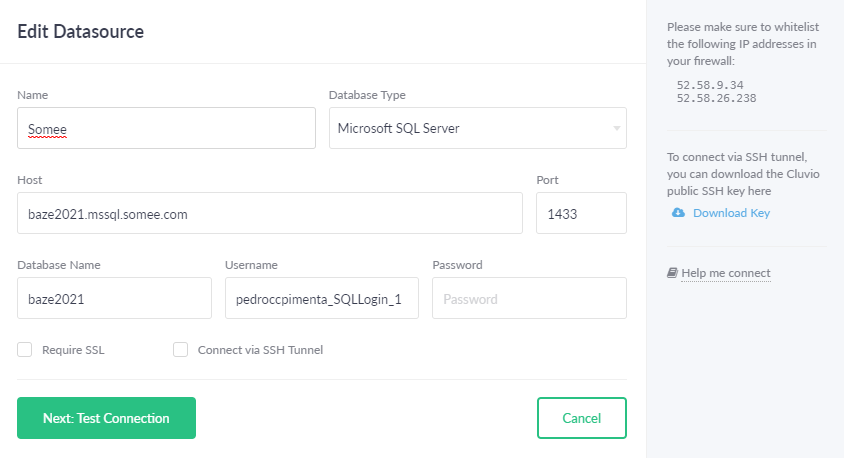 Edit Datasource
Name
Database Type
Somee
Microsoft SQL Server
Host
Port
baze2021.mssql.somee.com
1433
Database Name
Username
Password
baze2021
pedroccpimenta_SQLLogin_1
Password
Require SSL
Connect via SSH Tunnel
Next: Test Connection
Cancel
Please make sure to whitelist
the following IP addresses in
your firewall:
52.58.9.34
52.58.26.238
To connect via SSH tunnel,
you can download the Cluvio
public SSH key here
Download Key
Help me connect